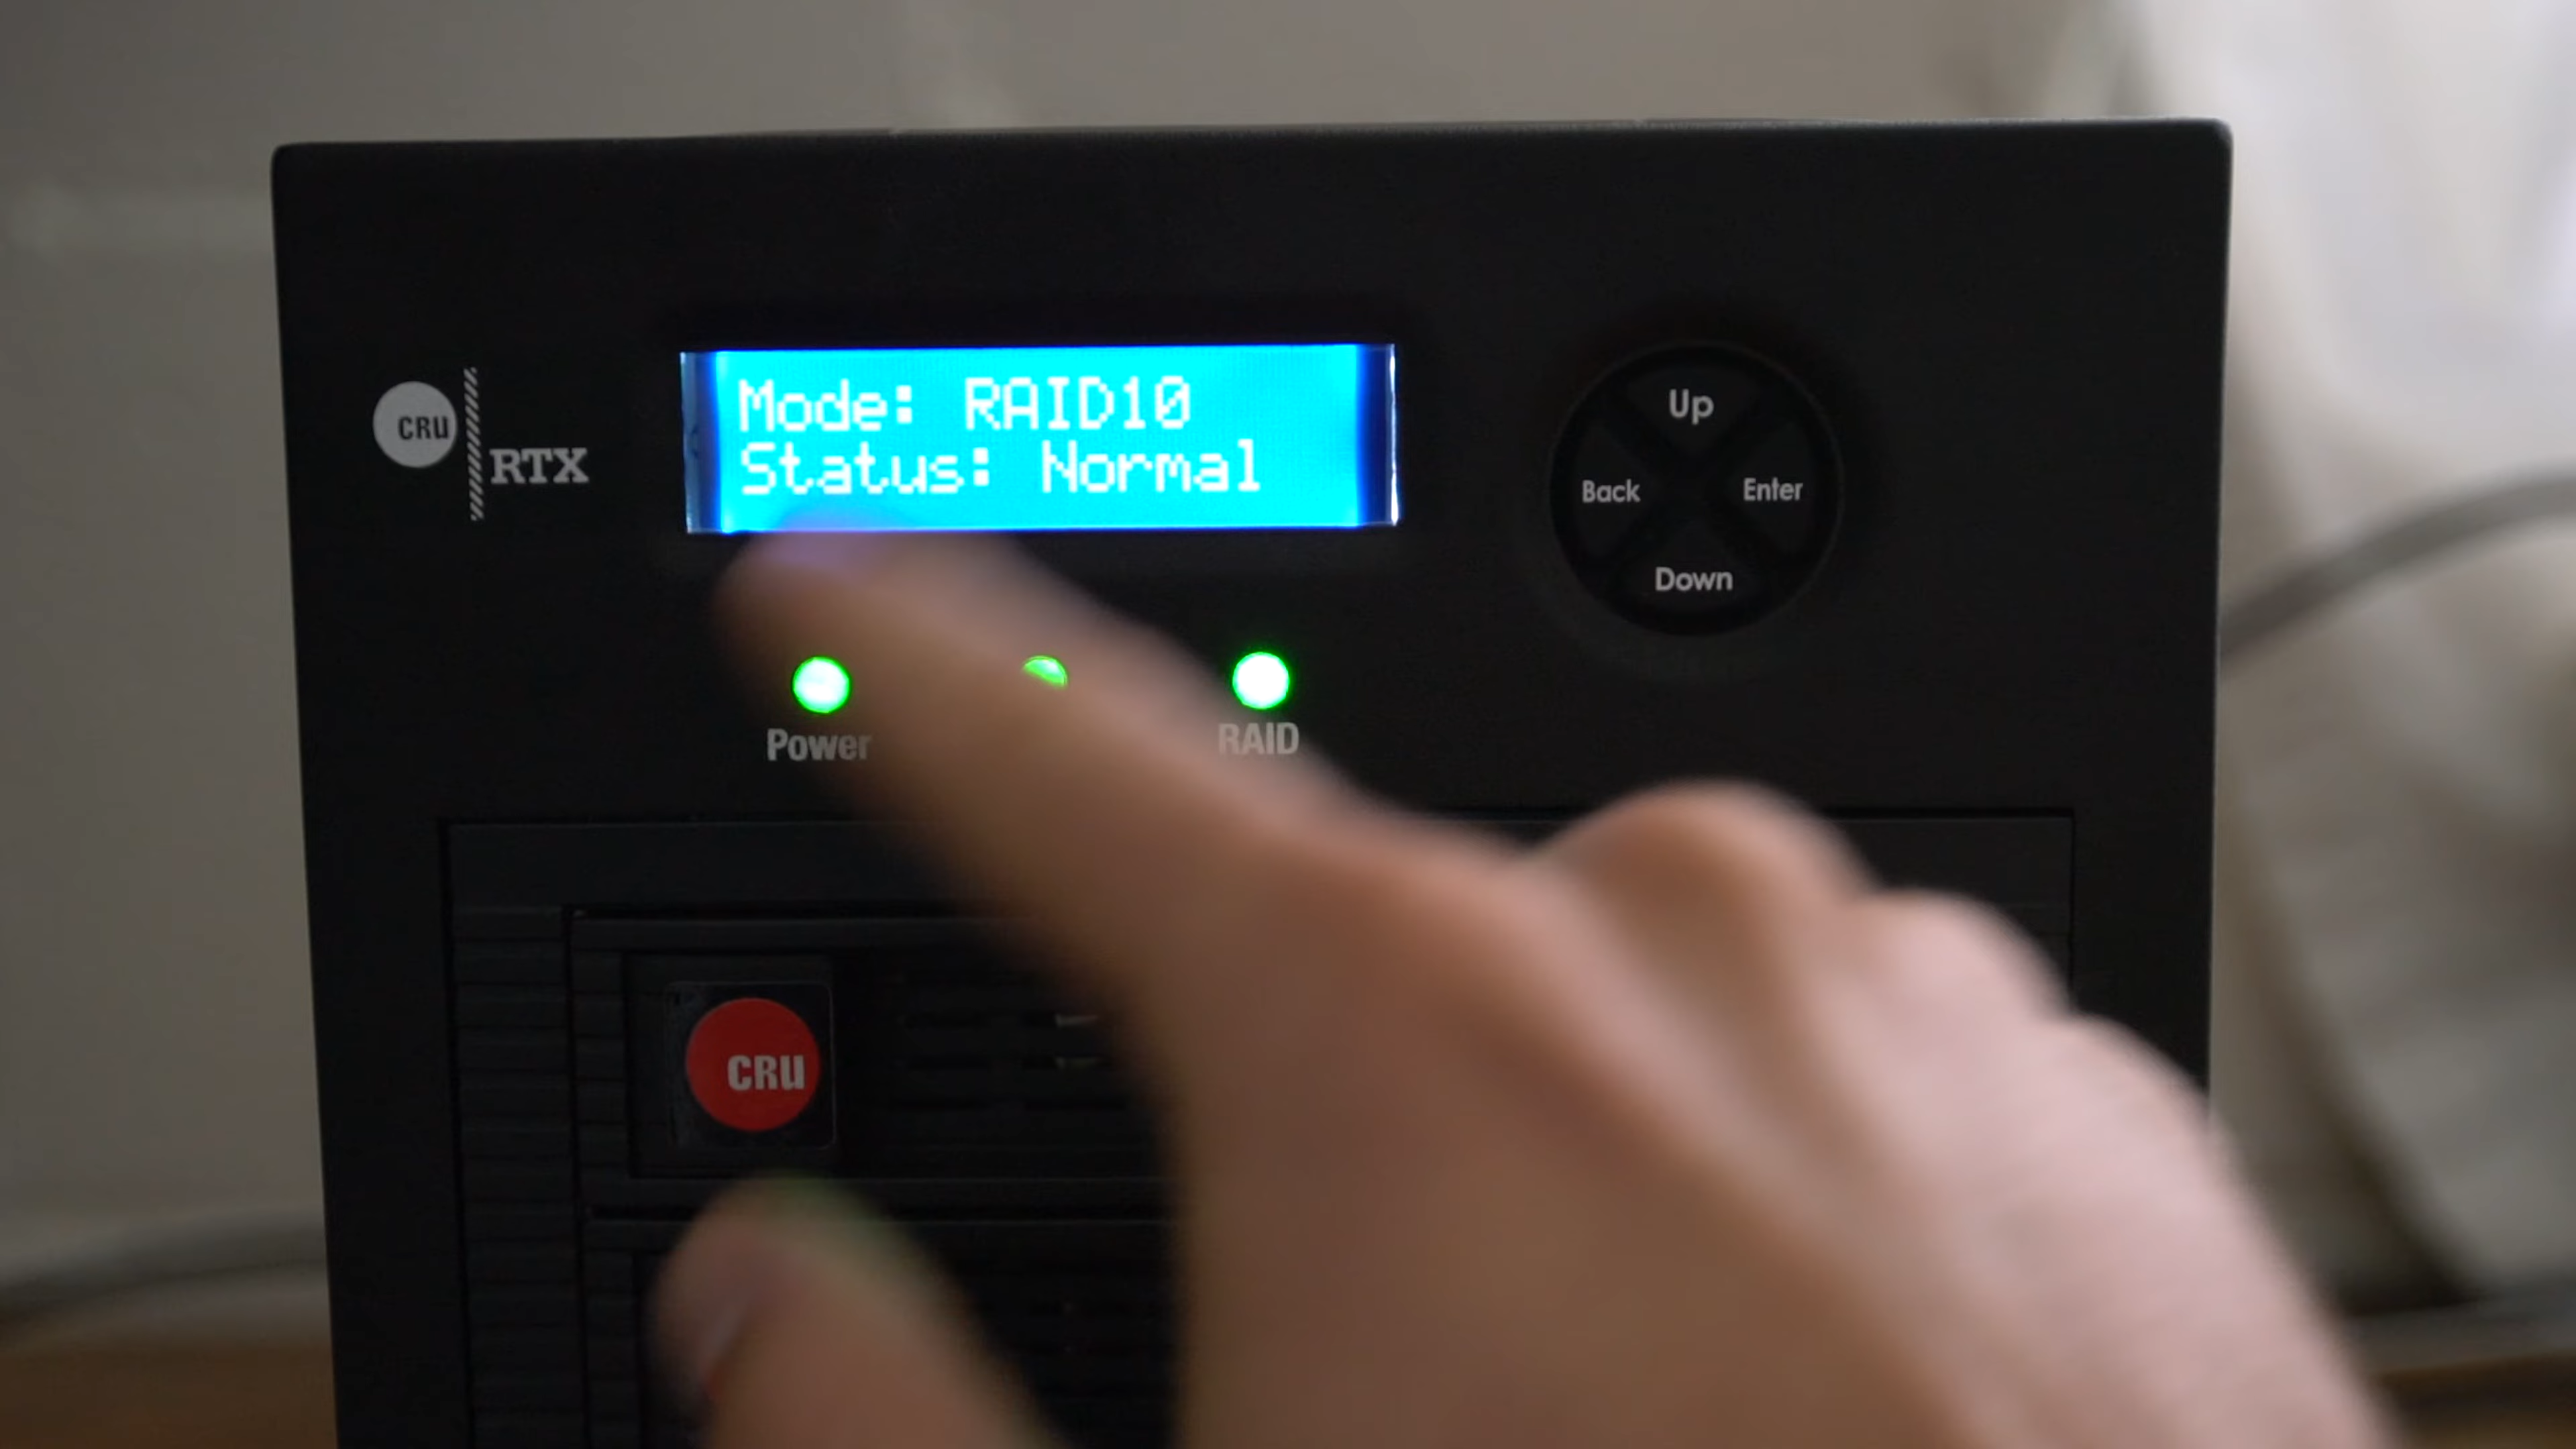 Mode: RAID10
Status: Normal
CRU
RTX
Up
Back
Enter
Down
Power
RAID
CRU